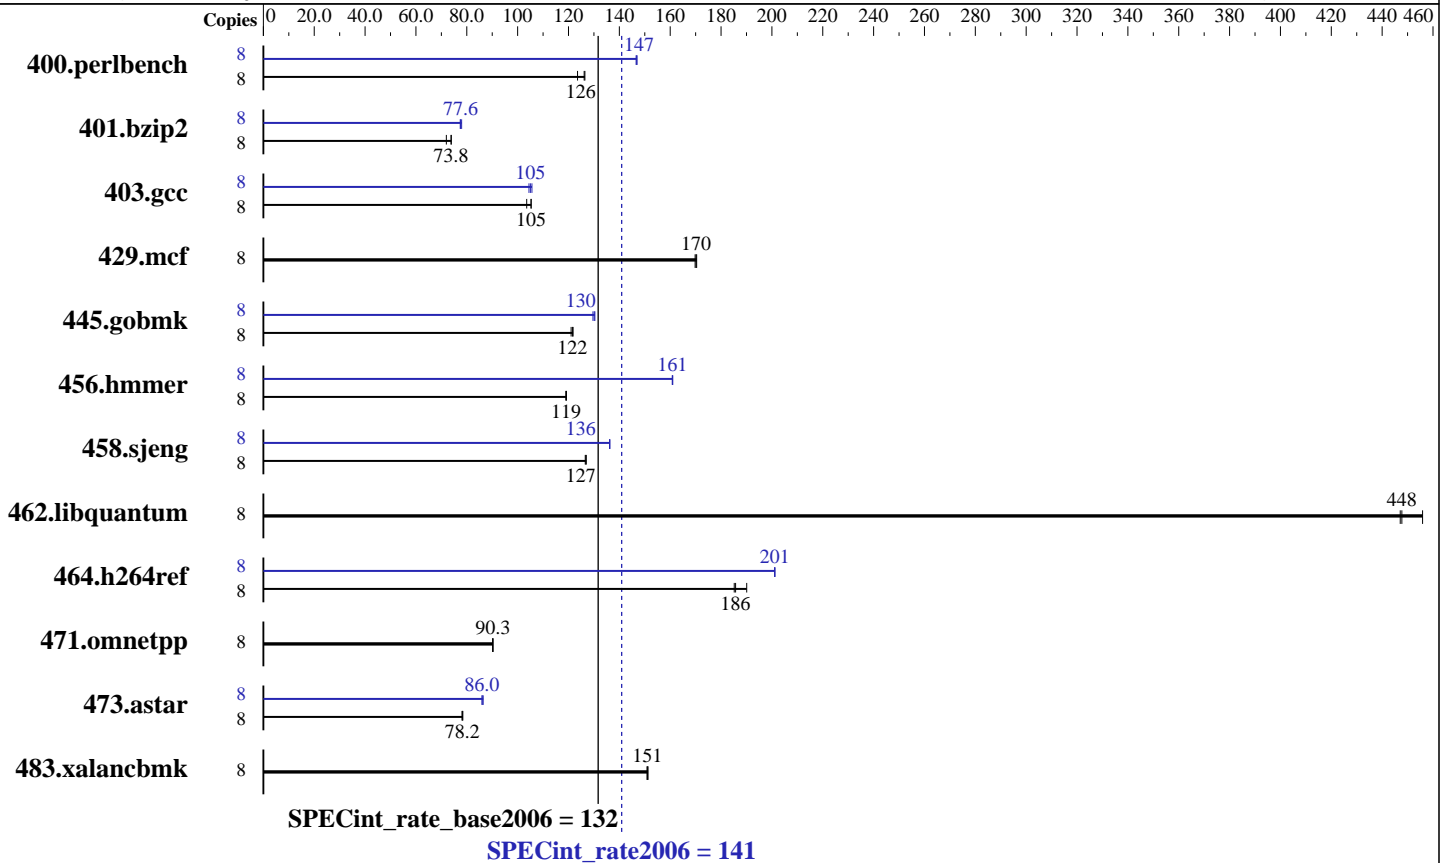 Copies 0 20.0 40.0 60.0 80.0 100 120 140 160 180 200 220 240 260 280 300 320 340 360 380 400 420 440 460
400.perlbench 8 147
8 126
401.bzip2 8 77.6
8 73.8
403.gcc 8 105
8 105
429.mcf 8 170
445.gobmk 8 130
8 122
456.hmmer 8 161
8 119
458.sjeng 8 136
8 127
462.libquantum 8 448
464.h264ref 8 201
8 186
471.omnetpp 8 90.3
473.astar 8 86.0
8 78.2
483.xalancbmk 8 151
SPECint_rate_base2006 = 132
SPECint_rate2006 = 141